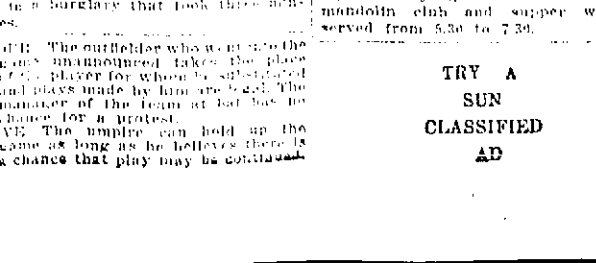 in a burglary that took three
es.
The outfielder who went into the
game unannounced takes the place
of the player for whom he substituted
and plays made by him are legal. The
manager of the team at bat has no
chance for a protest.
The umpire can hold up the
game as long as he believes there is
a chance that play may be continued.
mandolin club and supper w
served from 5.30 to 7.30.
TRY A
SUN
CLASSIFIED
AD